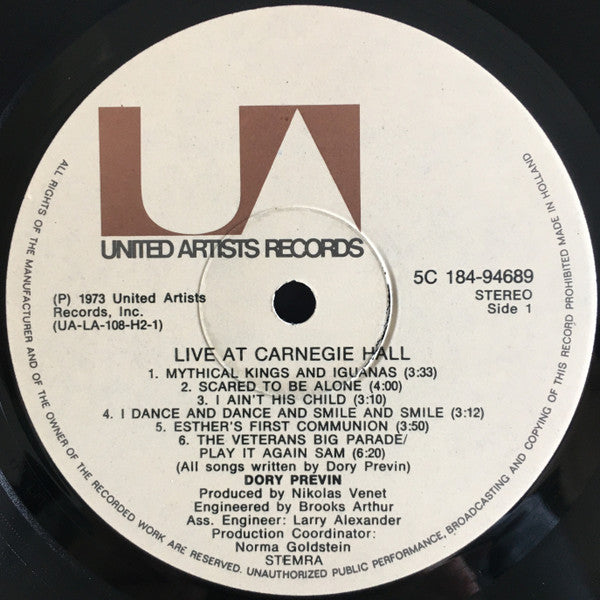 UA
UNITED ARTISTS RECORDS
(P) 1973 United Artists
Records, Inc.
(UA-LA-108-H2-1)
5C 184-94689
STEREO
Side 1
LIVE AT CARNEGIE HALL
1. MYTHICAL KINGS AND IGUANAS (3:33)
2. SCARED TO BE ALONE (4:00)
3. I AIN'T HIS CHILD (3:10)
4. I DANCE AND DANCE AND SMILE AND SMILE (3:12)
5. ESTHER'S FIRST COMMUNION (3:50)
6. THE VETERANS BIG PARADE/
PLAY IT AGAIN SAM (6:20)
(All songs written by Dory Previn)
DORY PREVIN
Produced by Nikolas Venet
Engineered by Brooks Arthur
Ass. Engineer: Larry Alexander
Production Coordinator:
Norma Goldstein
STEMRA
ALL RIGHTS OF THE MANUFACTURER AND OF THE OWNER OF THE RECORDED WORK ARE RESERVED. UNAUTHORIZED PUBLIC PERFORMANCE, BROADCASTING AND COPYING OF THIS RECORD PROHIBITED MADE IN HOLLAND